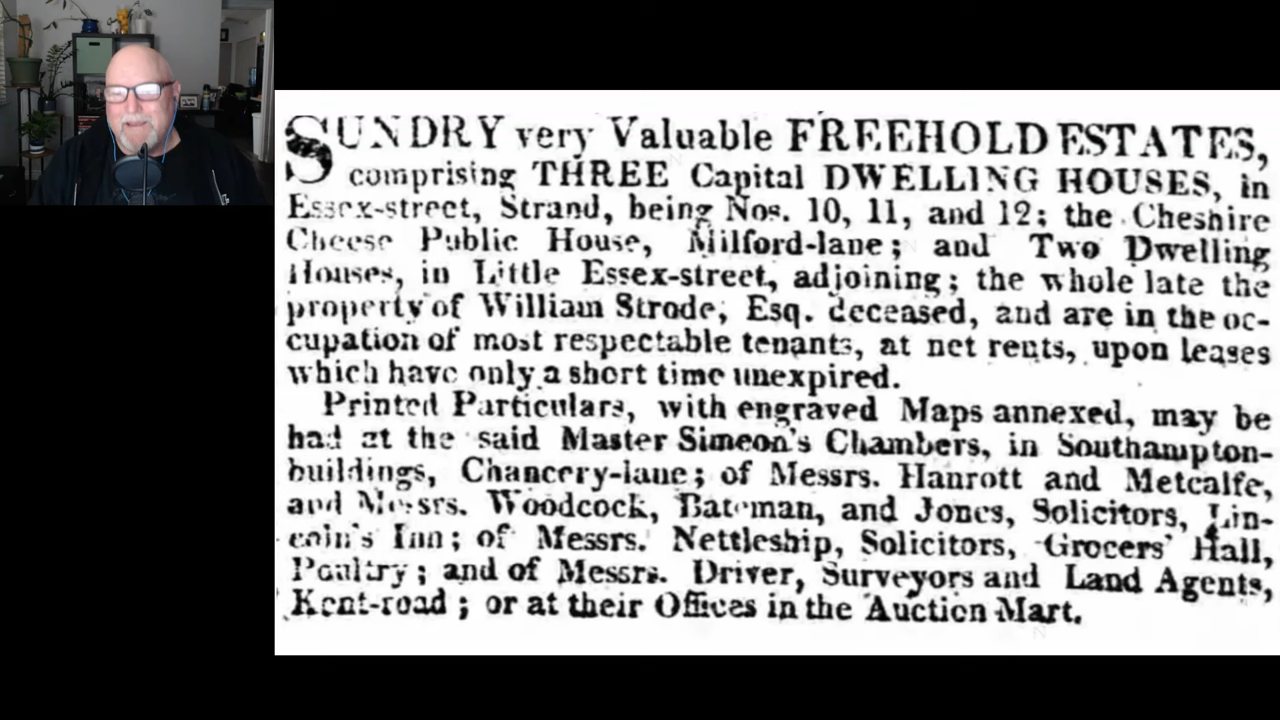 SUNDRY very Valuable FREEHOLD ESTATES,
comprising THREE Capital DWELLING HOUSES, in
Essex-street, Strand, being Nos. 10, 11, and 12; the Cheshire
Cheese Public House, Milford-lane; and Two Dwelling
Houses, in Little Essex-street, adjoining; the whole late the
property of William Strode, Esq. deceased, and are in the oc-
cupation of most respectable tenants, at net rents, upon leases
which have only a short time unexpired.
Printed Particulars, with engraved Maps annexed, may be
had at the said Master Simeon's Chambers, in Southampton-
buildings, Chancery-lane; of Messrs. Hanrott and Metcalfe,
and Messrs. Woodcock, Bateman, and Jones, Solicitors, Lin-
coln's Inn; of Messrs. Nettleship, Solicitors, Grocers' Hall,
Poultry; and of Messrs. Driver, Surveyors and Land Agents,
Kent-road; or at their Offices in the Auction Mart.